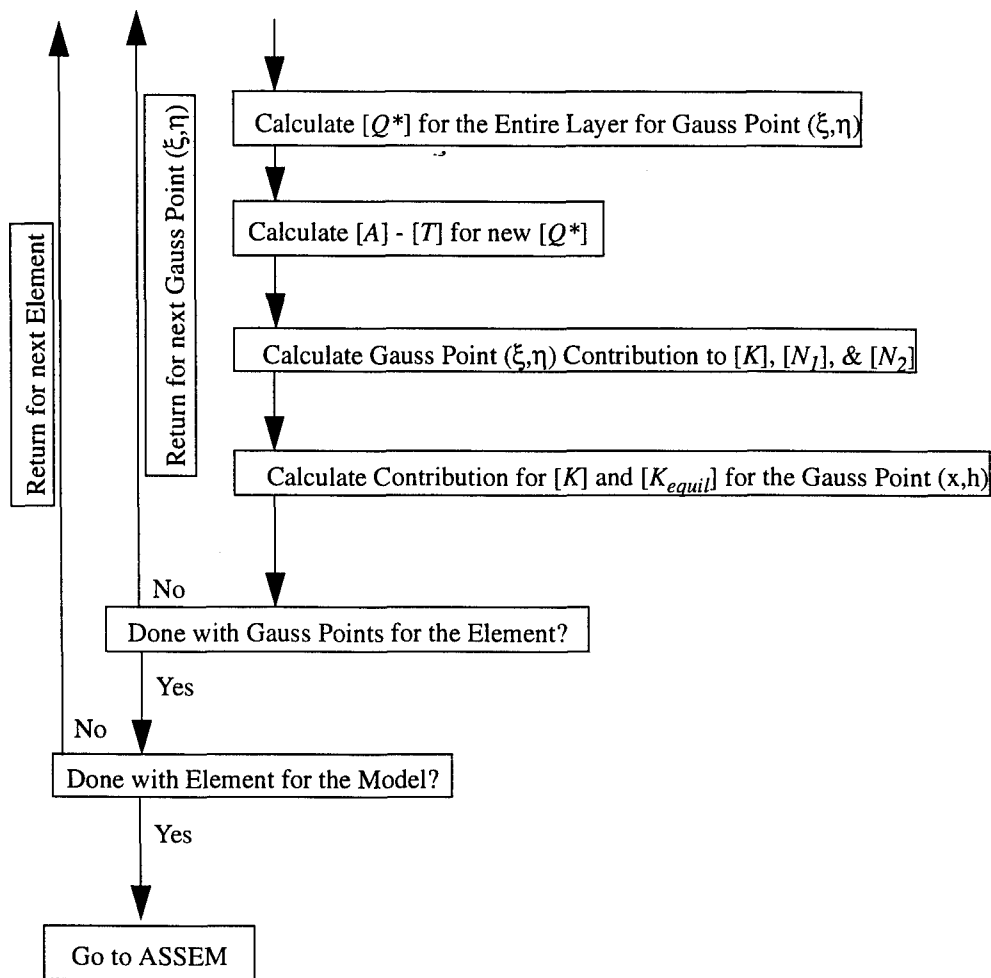 Calculate [Q*] for the Entire Layer for Gauss Point (ξ,η)
Calculate [A] - [T] for new [Q*]
Calculate Gauss Point (ξ,η) Contribution to [K], [N1], & [N2]
Calculate Contribution for [K] and [Kequil] for the Gauss Point (x,h)
Return for next Element
Return for next Gauss Point (ξ,η)
No
Done with Gauss Points for the Element?
Yes
No
Done with Element for the Model?
Yes
Go to ASSEM